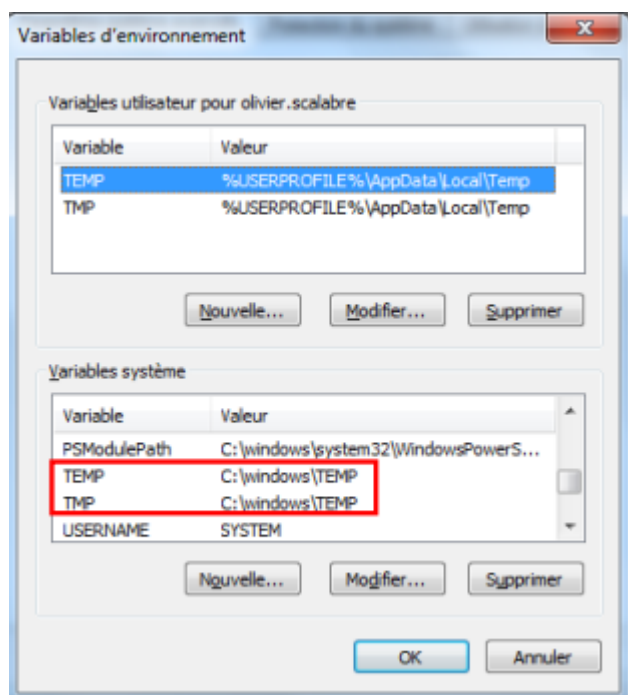 Variables d'environnement
Variables utilisateur pour olivier.scalabre
Variable Valeur
TEMP %USERPROFILE%\AppData\Local\Temp
TMP %USERPROFILE%\AppData\Local\Temp
Nouvelle... Modifier... Supprimer
Variables système
Variable Valeur
PSModulePath C:\windows\system32\WindowsPowerS...
TEMP C:\windows\TEMP
TMP C:\windows\TEMP
USERNAME SYSTEM
Nouvelle... Modifier... Supprimer
OK Annuler